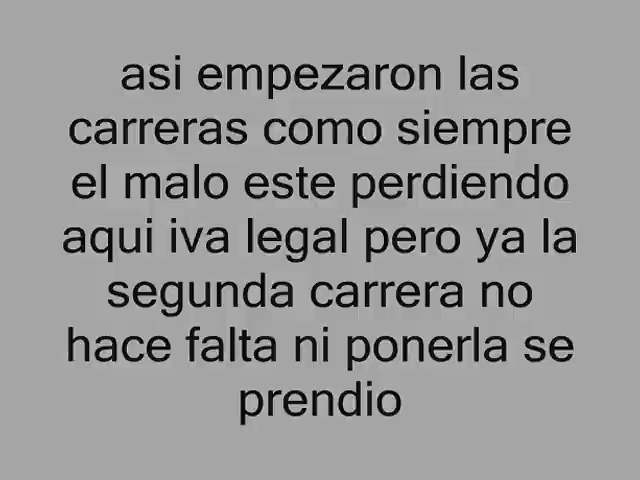 asi empezaron las
carreras como siempre
el malo este perdiendo
aqui iva legal pero ya la
segunda carrera no
hace falta ni ponerla se
prendio